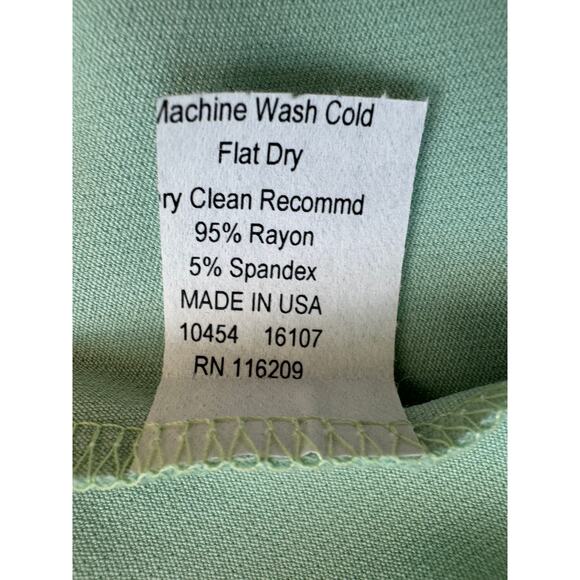 Machine Wash Cold
Flat Dry
ry Clean Recommd
95% Rayon
5% Spandex
MADE IN USA
10454 16107
RN 116209